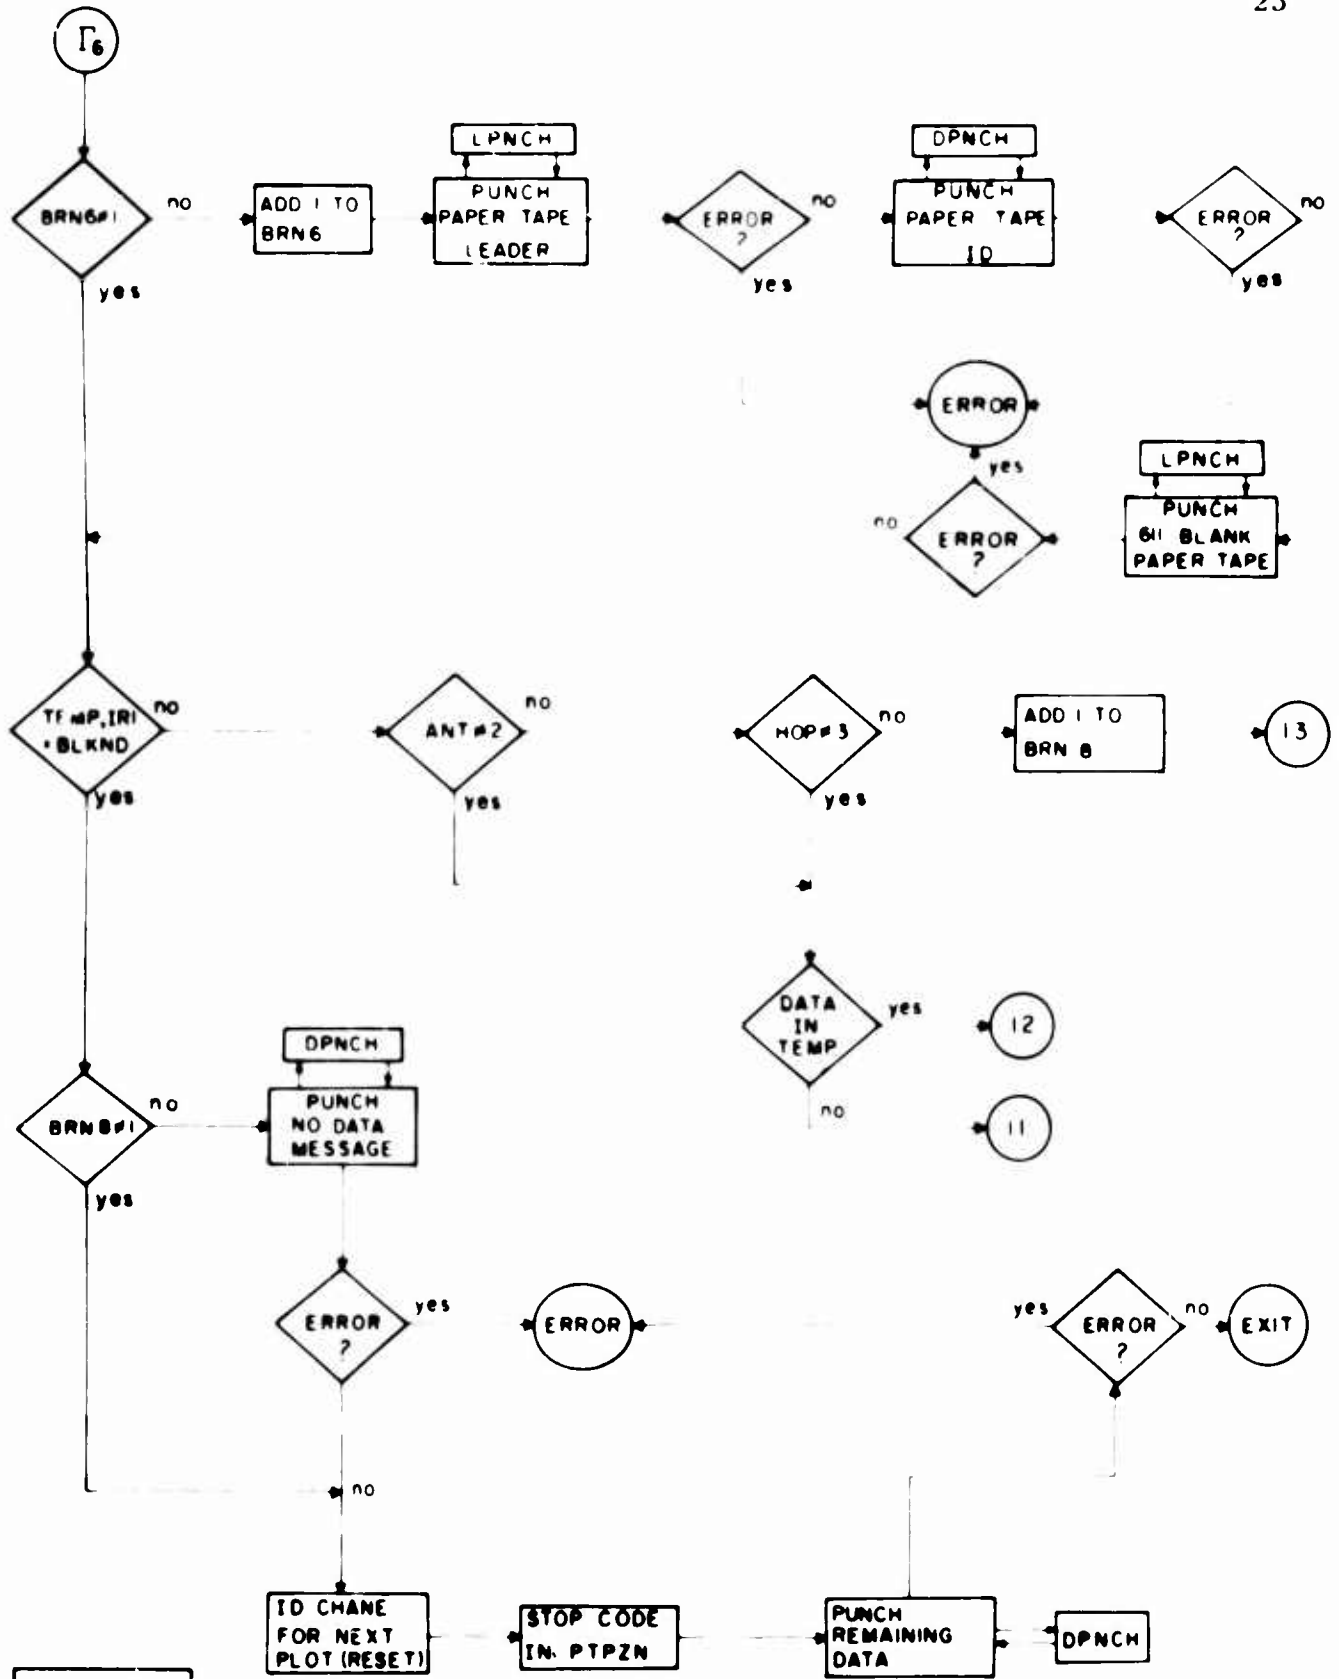 23
Γ6
LPNCH
DPNCH
BRN6≠1
no
ADD 1 TO
BRN6
PUNCH
PAPER TAPE
LEADER
ERROR
?
no
PUNCH
PAPER TAPE
ID
ERROR
?
no
yes
yes
yes
ERROR
yes
LPNCH
no
ERROR
?
PUNCH
6" BLANK
PAPER TAPE
TEMP, IRI
= BLKND
no
ANT≠2
no
HOP≠3
no
ADD 1 TO
BRN 8
13
yes
yes
yes
DATA
IN
TEMP
yes
12
no
11
DPNCH
BRN8≠1
no
PUNCH
NO DATA
MESSAGE
yes
ERROR
?
yes
ERROR
yes
ERROR
?
no
EXIT
no
ID CHANE
FOR NEXT
PLOT (RESET)
STOP CODE
IN. PTPZN
PUNCH
REMAINING
DATA
DPNCH